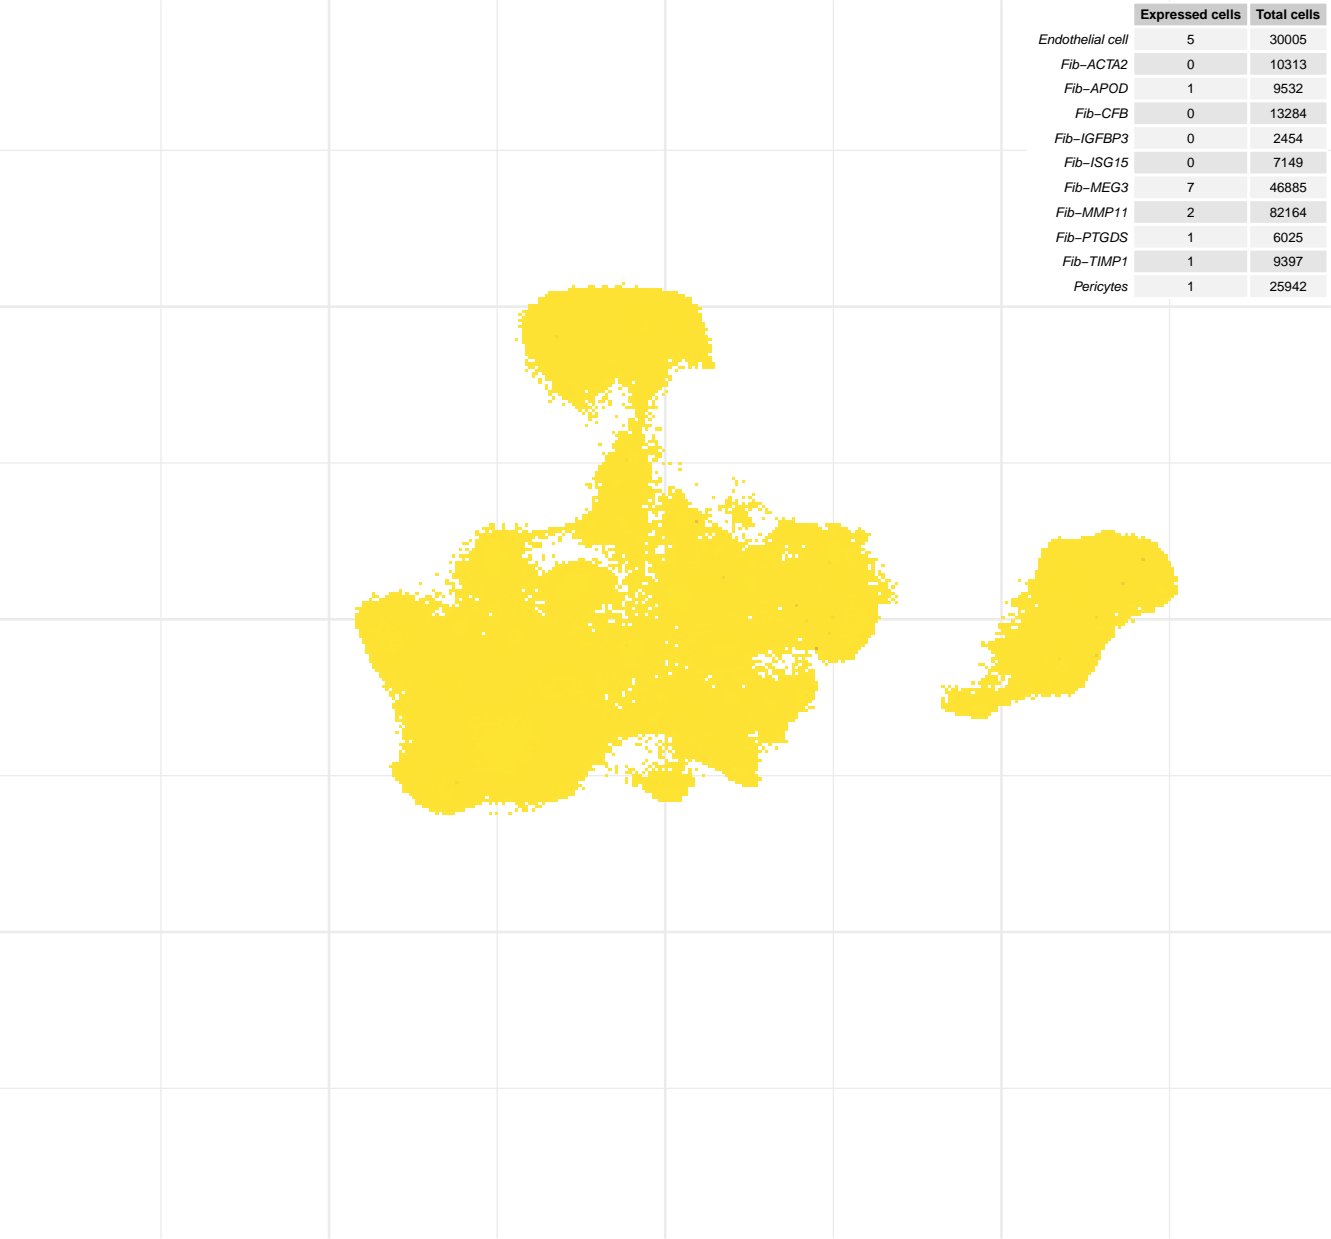 Expressed cells Total cells
Endothelial cell 5 30005
Fib−ACTA2 0 10313
Fib−APOD 1 9532
Fib−CFB 0 13284
Fib−IGFBP3 0 2454
Fib−ISG15 0 7149
Fib−MEG3 7 46885
Fib−MMP11 2 82164
Fib−PTGDS 1 6025
Fib−TIMP1 1 9397
Pericytes 1 25942